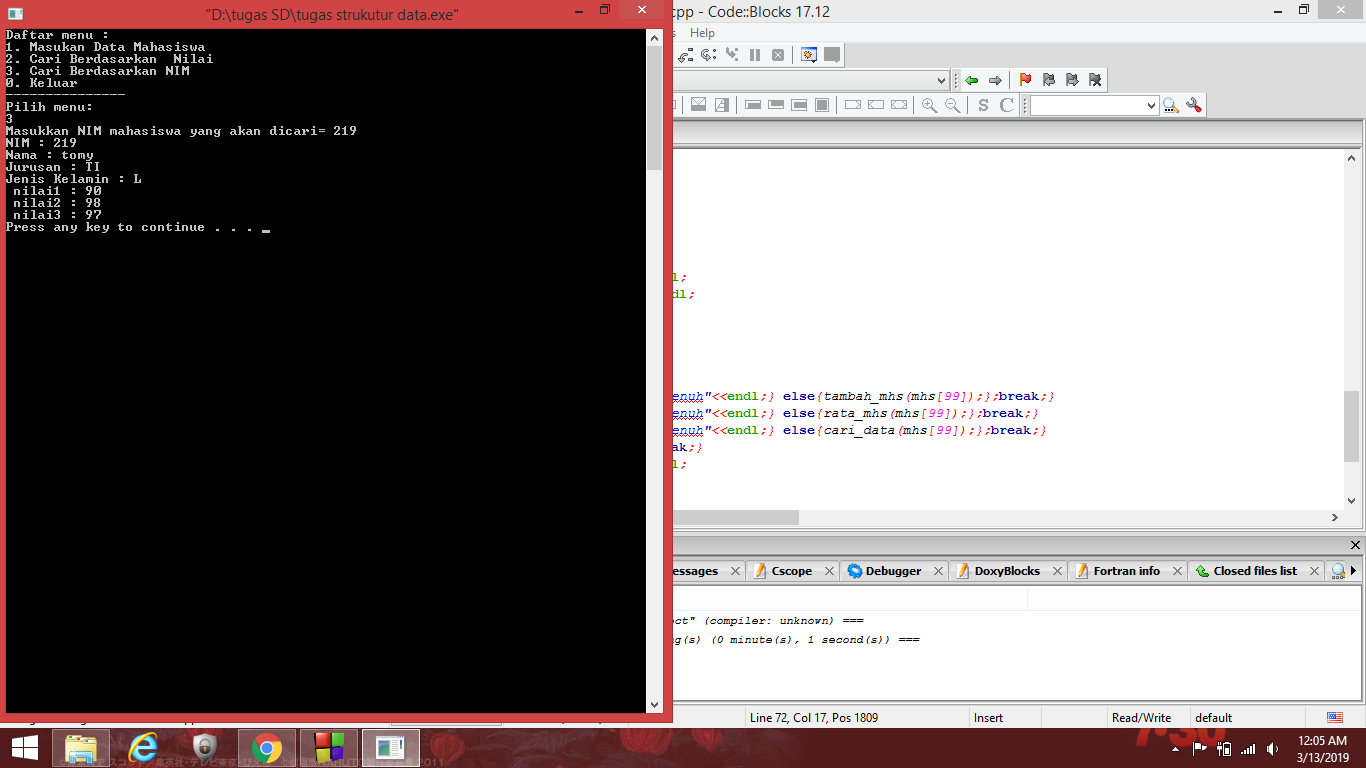 "D:\tugas SD\tugas strukutur data.exe"
Daftar menu :
1. Masukan Data Mahasiswa
2. Cari Berdasarkan  Nilai
3. Cari Berdasarkan NIM
0. Keluar
---------------
Pilih menu:
3
Masukkan NIM mahasiswa yang akan dicari= 219
NIM : 219
Nama : tomy
Jurusan : TI
Jenis Kelamin : L
nilai1 : 90
nilai2 : 98
nilai3 : 97
Press any key to continue . . . _
cpp - Code::Blocks 17.12
s Help
S C
l;
dl;
enuh"<<endl;} else{tambah_mhs(mhs[99]);};break;}
enuh"<<endl;} else{rata_mhs(mhs[99]);};break;}
enuh"<<endl;} else{cari_data(mhs[99]);};break;}
ak;}
l;
essages
Cscope
Debugger
DoxyBlocks
Fortran info
Closed files list
ct" (compiler: unknown) ===
g(s) (0 minute(s), 1 second(s)) ===
Line 72, Col 17, Pos 1809
Insert
Read/Write
default
12:05 AM
3/13/2019